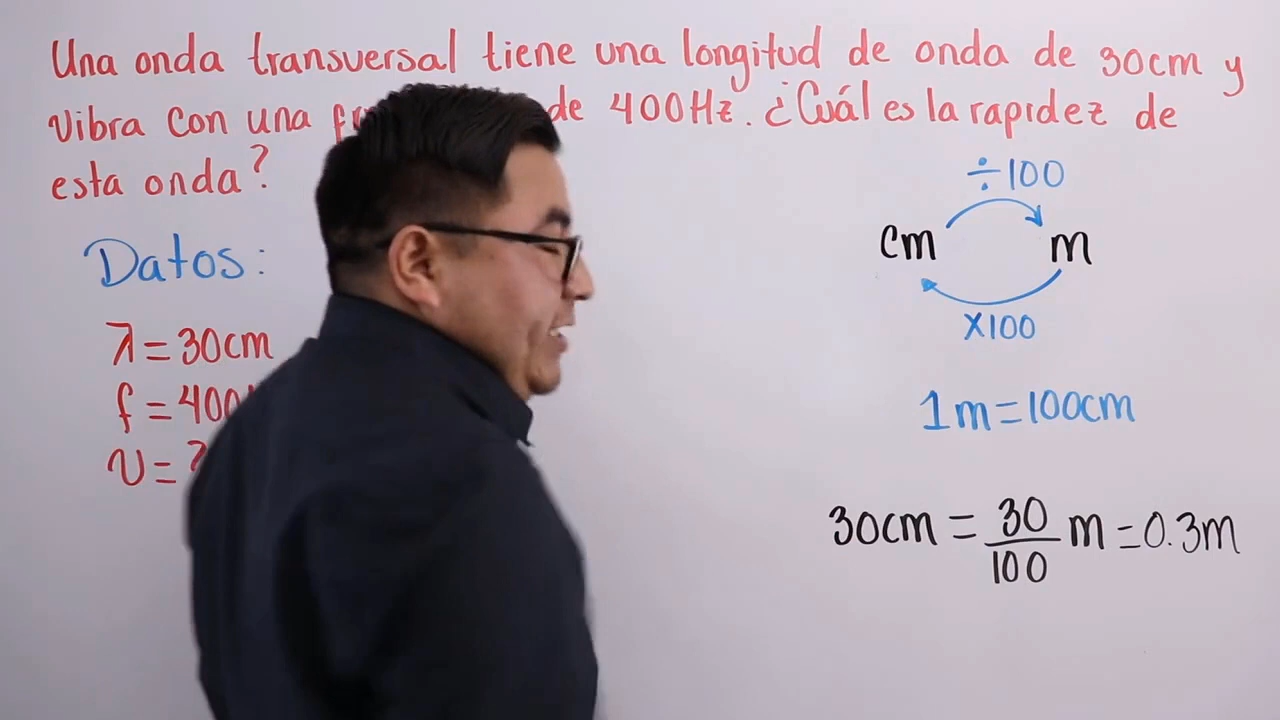 Una onda transversal tiene una longitud de onda de 30cm y
vibra con una de 400Hz. ¿Cuál es la rapidez de
esta onda?
Datos:
λ = 30cm
f = 400
v = ?
÷100
cm m
x100
1m = 100cm
30cm = 30/100 m = 0.3m